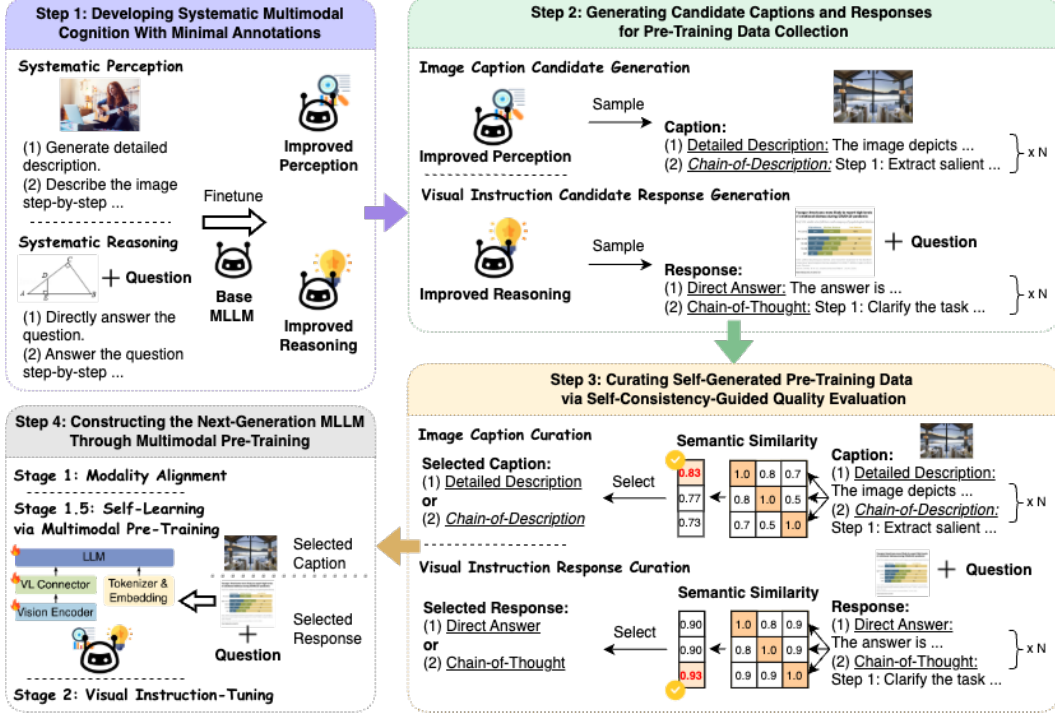 Step 1: Developing Systematic Multimodal
Cognition With Minimal Annotations
Systematic Perception
(1) Generate detailed
description.
(2) Describe the image
step-by-step ...
Systematic Reasoning
A
B
C
D
E
+ Question
(1) Directly answer the
question.
(2) Answer the question
step-by-step ...
Finetune
Base
MLLM
Improved
Perception
Improved
Reasoning
Step 2: Generating Candidate Captions and Responses
for Pre-Training Data Collection
Image Caption Candidate Generation
Improved Perception
Sample
Caption:
(1) Detailed Description: The image depicts ...
(2) Chain-of-Description: Step 1: Extract salient ...
x N
Visual Instruction Candidate Response Generation
Improved Reasoning
Sample
+ Question
Response:
(1) Direct Answer: The answer is ...
(2) Chain-of-Thought: Step 1: Clarify the task ...
x N
Step 3: Curating Self-Generated Pre-Training Data
via Self-Consistency-Guided Quality Evaluation
Image Caption Curation
Selected Caption:
(1) Detailed Description
or
(2) Chain-of-Description
Select
Semantic Similarity
0.83
0.77
0.73
1.0 0.8 0.7
0.8 1.0 0.5
0.7 0.5 1.0
Caption:
(1) Detailed Description:
The image depicts ...
(2) Chain-of-Description:
Step 1: Extract salient ...
x N
Visual Instruction Response Curation
Selected Response:
(1) Direct Answer
or
(2) Chain-of-Thought
Select
Semantic Similarity
0.90
0.90
0.93
1.0 0.8 0.9
0.8 1.0 0.9
0.9 0.9 1.0
+ Question
Response:
(1) Direct Answer:
The answer is ...
(2) Chain-of-Thought:
Step 1: Clarify the task ...
x N
Step 4: Constructing the Next-Generation MLLM
Through Multimodal Pre-Training
Stage 1: Modality Alignment
Stage 1.5: Self-Learning
via Multimodal Pre-Training
LLM
VL Connector
Vision Encoder
Tokenizer &
Embedding
Selected
Caption
Selected
Response
+
Question
Stage 2: Visual Instruction-Tuning